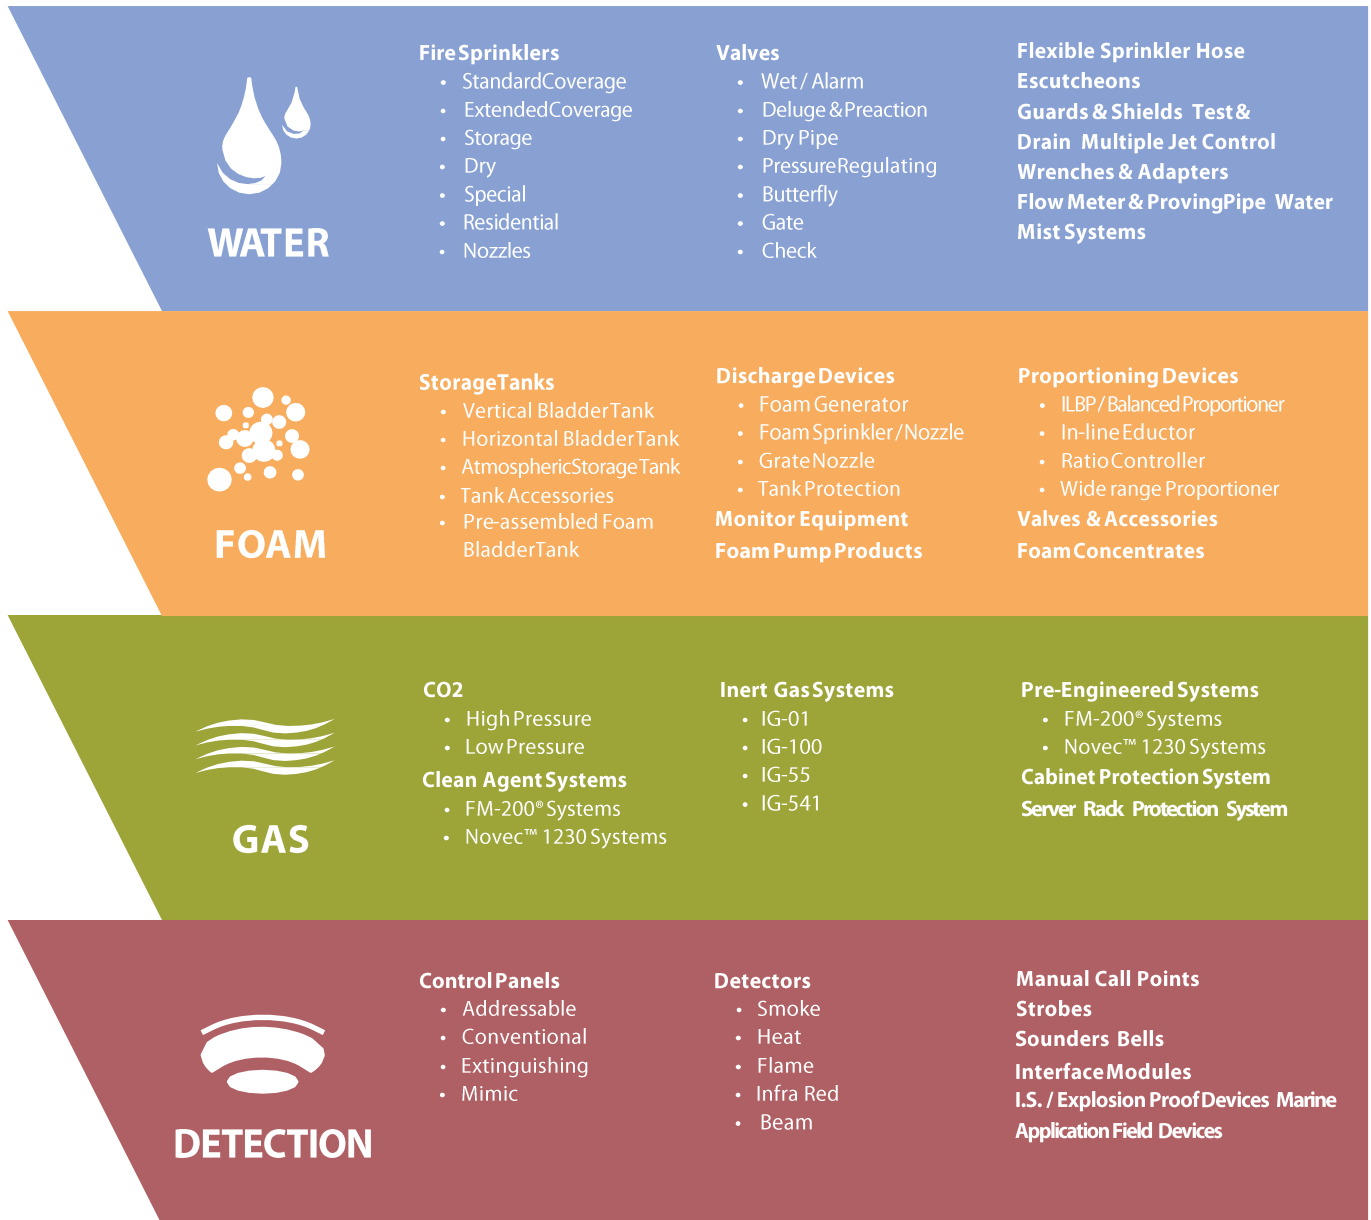 WATER
Fire Sprinklers
• Standard Coverage
• Extended Coverage
• Storage
• Dry
• Special
• Residential
• Nozzles
Valves
• Wet / Alarm
• Deluge & Preaction
• Dry Pipe
• Pressure Regulating
• Butterfly
• Gate
• Check
Flexible Sprinkler Hose
Escutcheons
Guards & Shields Test &
Drain Multiple Jet Control
Wrenches & Adapters
Flow Meter & Proving Pipe Water
Mist Systems
FOAM
Storage Tanks
• Vertical Bladder Tank
• Horizontal Bladder Tank
• Atmospheric Storage Tank
• Tank Accessories
• Pre-assembled Foam
Bladder Tank
Discharge Devices
• Foam Generator
• Foam Sprinkler / Nozzle
• Grate Nozzle
• Tank Protection
Monitor Equipment
Foam Pump Products
Proportioning Devices
• ILBP / Balanced Proportioner
• In-line Eductor
• Ratio Controller
• Wide range Proportioner
Valves & Accessories
Foam Concentrates
GAS
CO2
• High Pressure
• Low Pressure
Clean Agent Systems
• FM-200® Systems
• Novec™ 1230 Systems
Inert Gas Systems
• IG-01
• IG-100
• IG-55
• IG-541
Pre-Engineered Systems
• FM-200® Systems
• Novec™ 1230 Systems
Cabinet Protection System
Server Rack Protection System
DETECTION
Control Panels
• Addressable
• Conventional
• Extinguishing
• Mimic
Detectors
• Smoke
• Heat
• Flame
• Infra Red
• Beam
Manual Call Points
Strobes
Sounders Bells
Interface Modules
I.S. / Explosion Proof Devices Marine
Application Field Devices